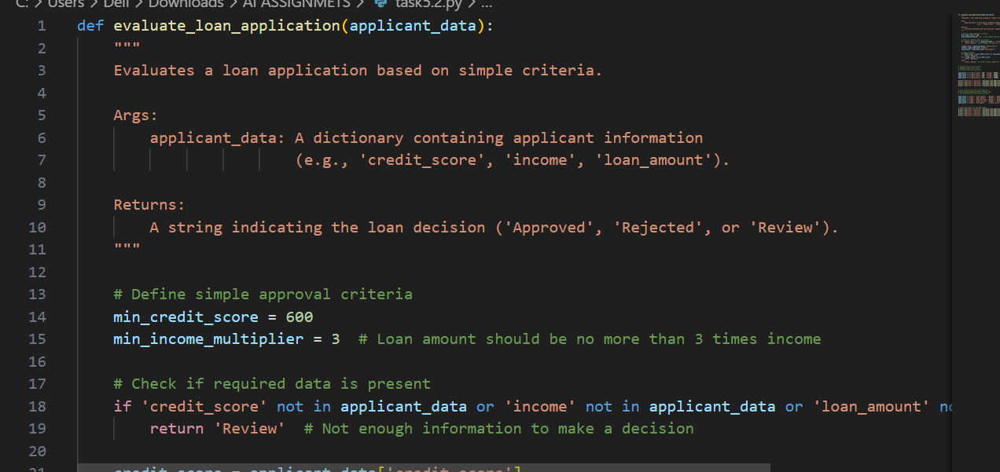 C: > Users > Dell > Downloads > AI ASSIGNMETS > task5.2.py > ...
1 def evaluate_loan_application(applicant_data):
2     """
3     Evaluates a loan application based on simple criteria.
4
5     Args:
6         applicant_data: A dictionary containing applicant information
7                         (e.g., 'credit_score', 'income', 'loan_amount').
8
9     Returns:
10         A string indicating the loan decision ('Approved', 'Rejected', or 'Review').
11     """
12
13     # Define simple approval criteria
14     min_credit_score = 600
15     min_income_multiplier = 3  # Loan amount should be no more than 3 times income
16
17     # Check if required data is present
18     if 'credit_score' not in applicant_data or 'income' not in applicant_data or 'loan_amount'
19         return 'Review'  # Not enough information to make a decision
20
21     credit_score = applicant_data['credit_score']